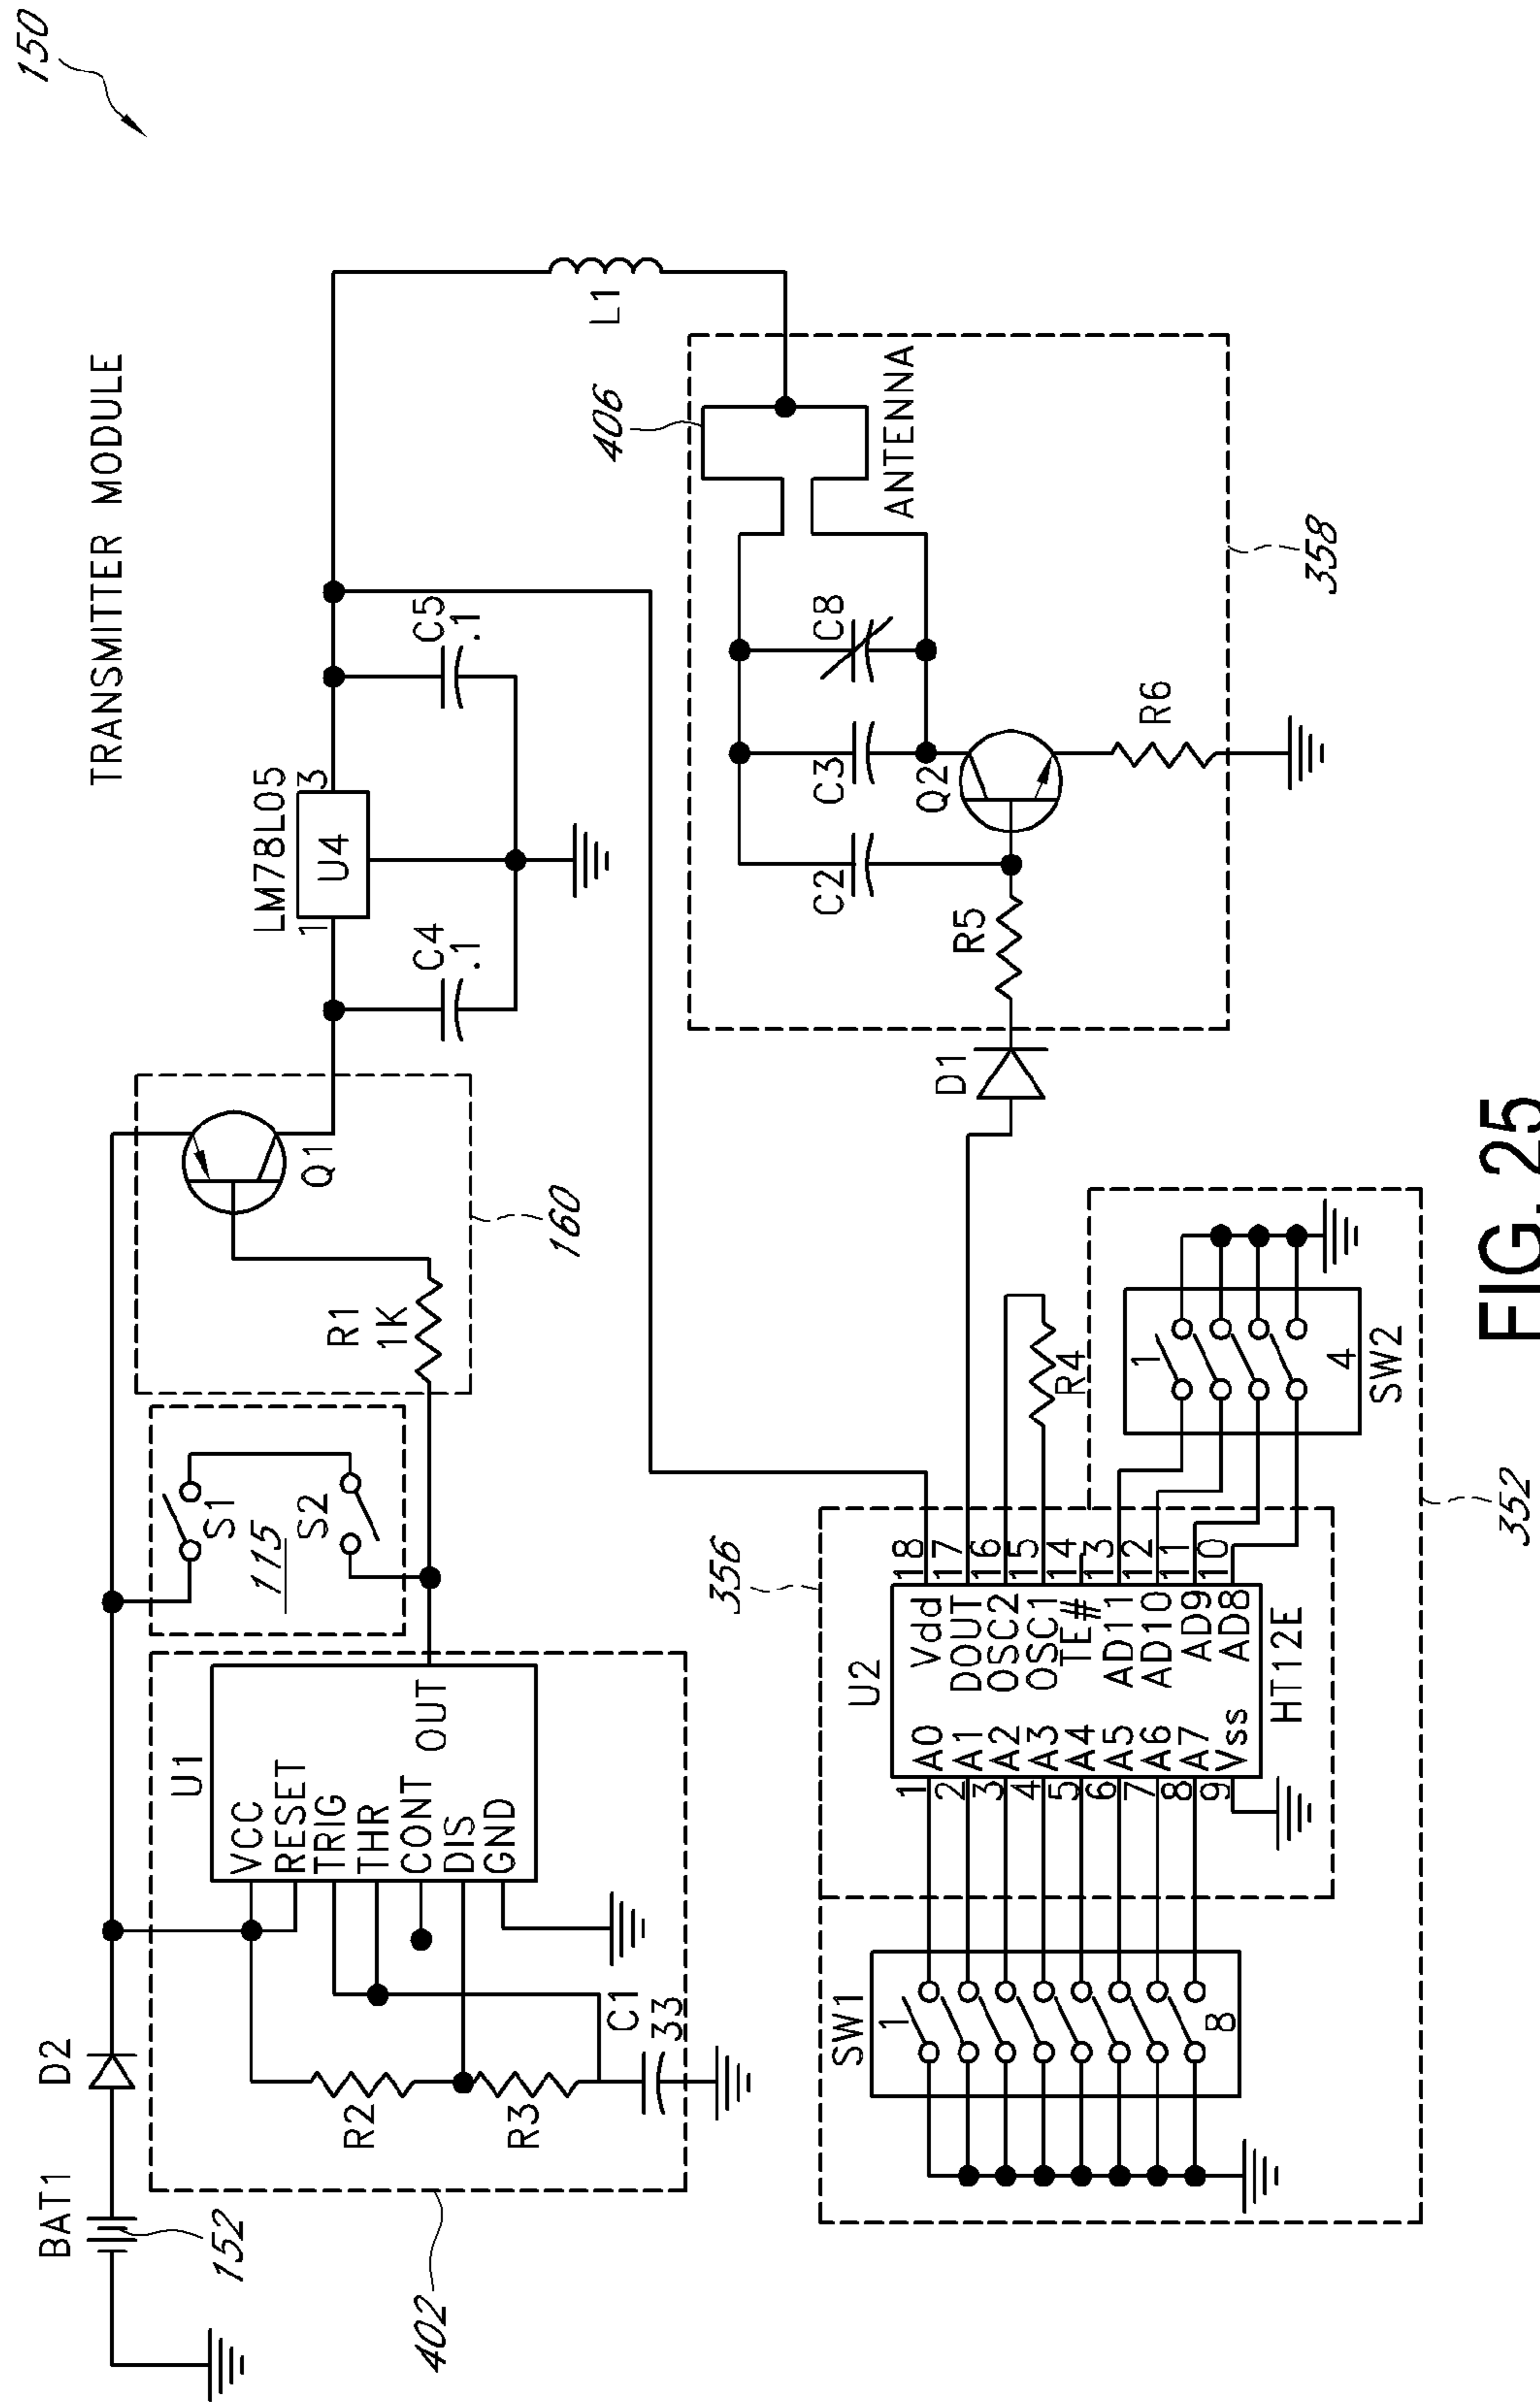 150
TRANSMITTER MODULE
BAT1
152
D2
402
U1
VCC
RESET
TRIG
THR
CONT
DIS
GND
OUT
R2
R3
C1
33
S1
115
S2
R1
1K
Q1
160
LM78L05
1
U4
3
C4
.1
C5
.1
L1
406
ANTENNA
C8
C3
C2
Q2
R5
R6
358
D1
356
U2
SW1
1
8
1 A0
2 A1
3 A2
4 A3
5 A4
6 A5
7 A6
8 A7
9 Vss
Vdd 18
DOUT 17
OSC2 16
OSC1 15
TE# 14
AD11 13
AD10 12
AD9 11
AD8 10
HT12E
R4
1
4
SW2
352
FIG. 25